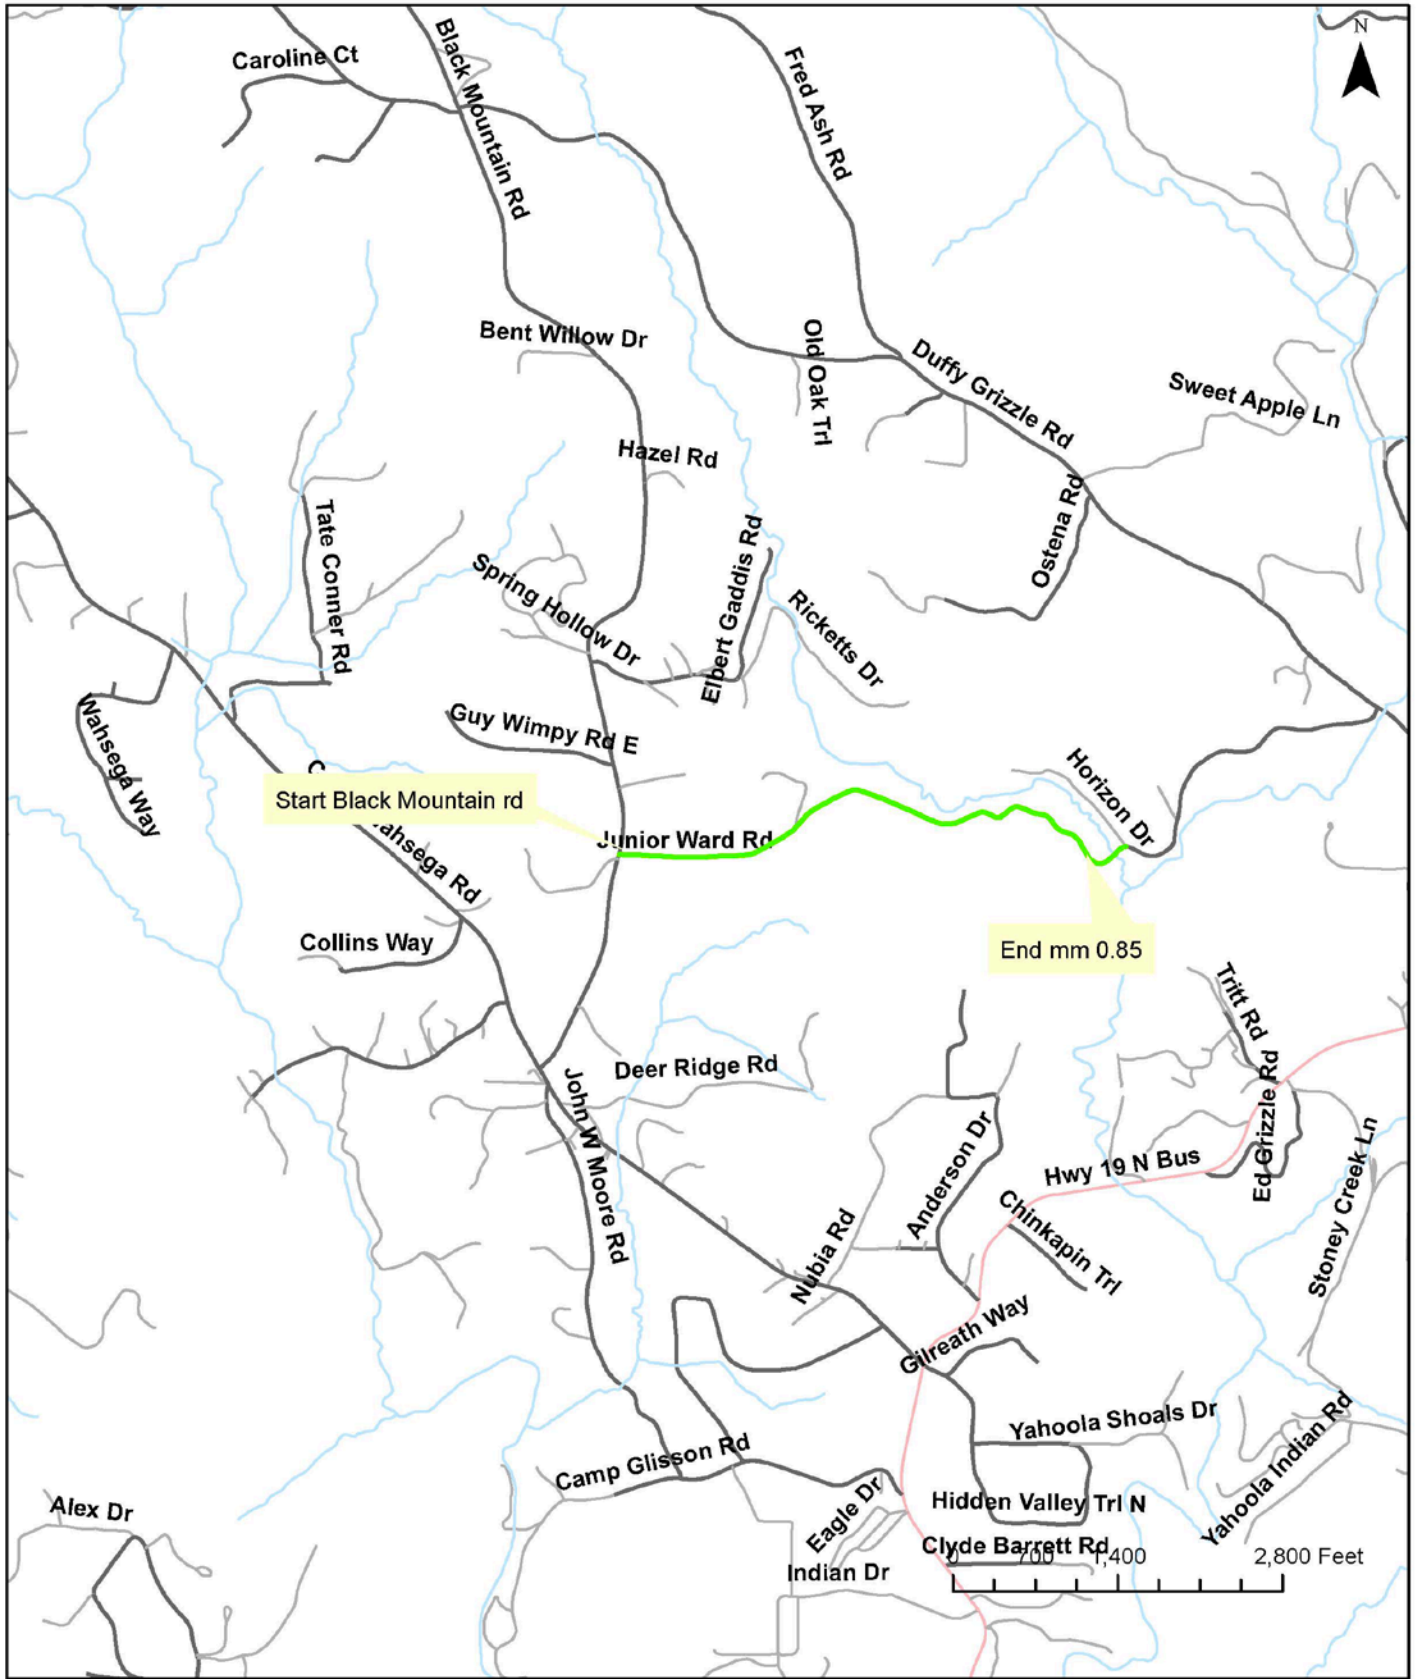 N
Caroline Ct
Black Mountain Rd
Fred Ash Rd
Bent Willow Dr
Old Oak Trl
Duffy Grizzle Rd
Sweet Apple Ln
Hazel Rd
Ostena Rd
Tate Conner Rd
Spring Hollow Dr
Elbert Gaddis Rd
Ricketts Dr
Wahsega Way
Guy Wimpy Rd E
Horizon Dr
Start Black Mountain rd
Junior Ward Rd
ahsega Rd
Collins Way
End mm 0.85
Tritt Rd
Deer Ridge Rd
John W Moore Rd
Ed Grizzle Rd
Anderson Dr
Hwy 19 N Bus
Stoney Creek Ln
Nubia Rd
Chinkapin Trl
Gilreath Way
Yahoola Shoals Dr
Yahoola Indian Rd
Camp Glisson Rd
Alex Dr
Eagle Dr
Hidden Valley Trl N
Clyde Barrett Rd
0 700 1,400 2,800 Feet
Indian Dr